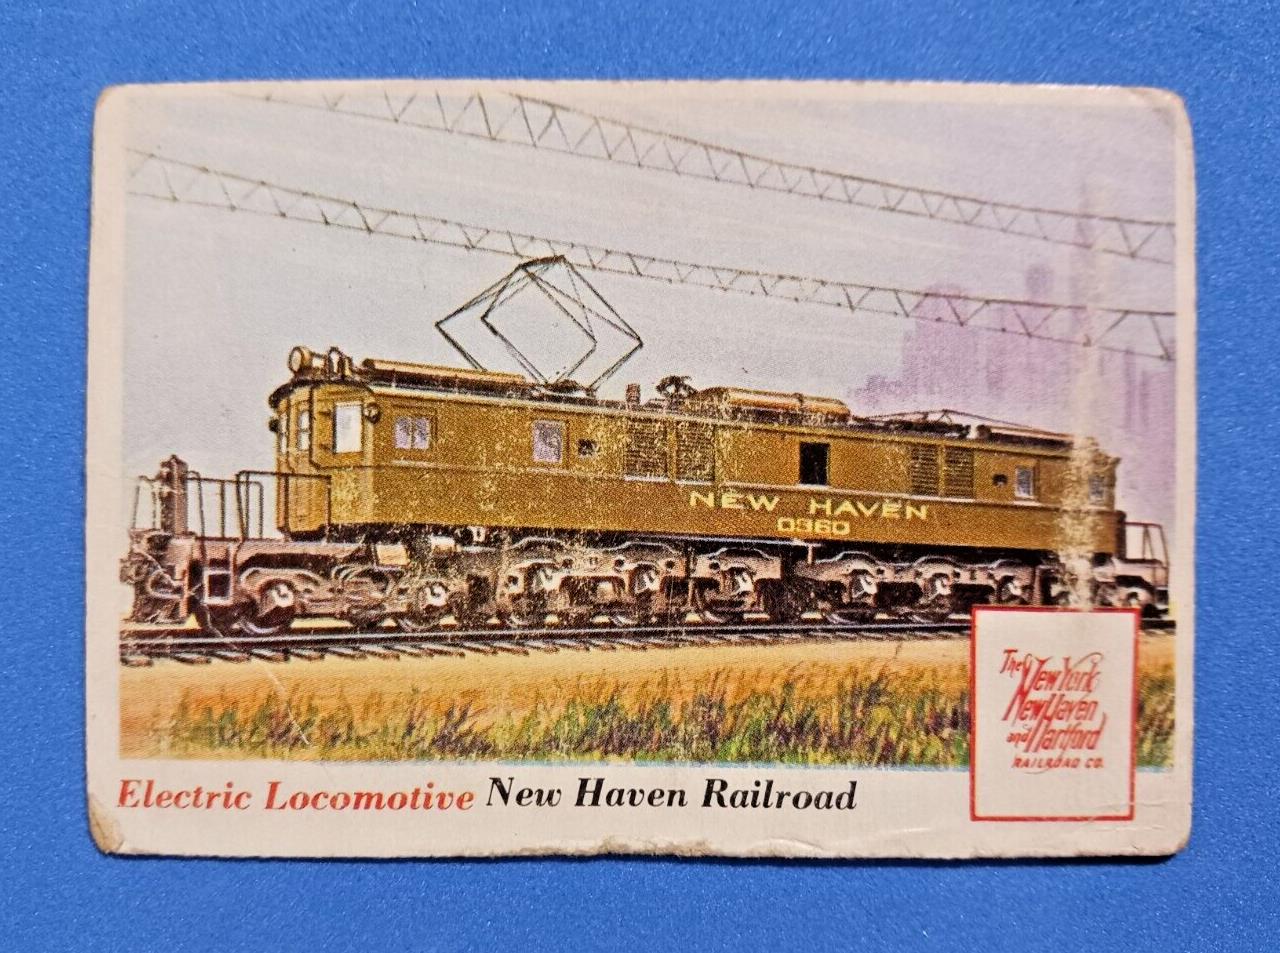 NEW HAVEN
0360
The New York
New Haven
and Hartford
RAILROAD CO.
Electric Locomotive New Haven Railroad